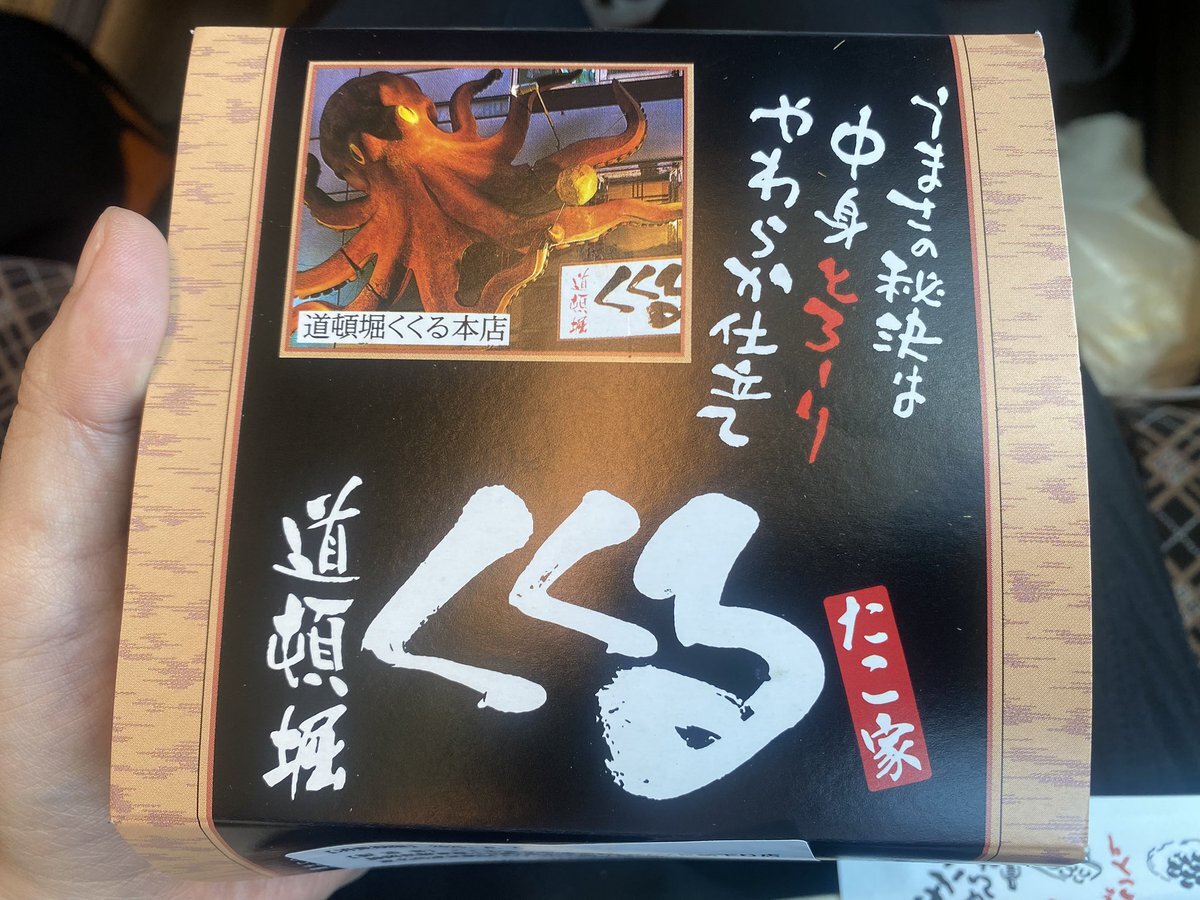 うまさの秘決は
中身とろーり
やわらか仕立て
道頓堀くくる本店
道頓堀
くくる
道頓堀
くくる
たこ家